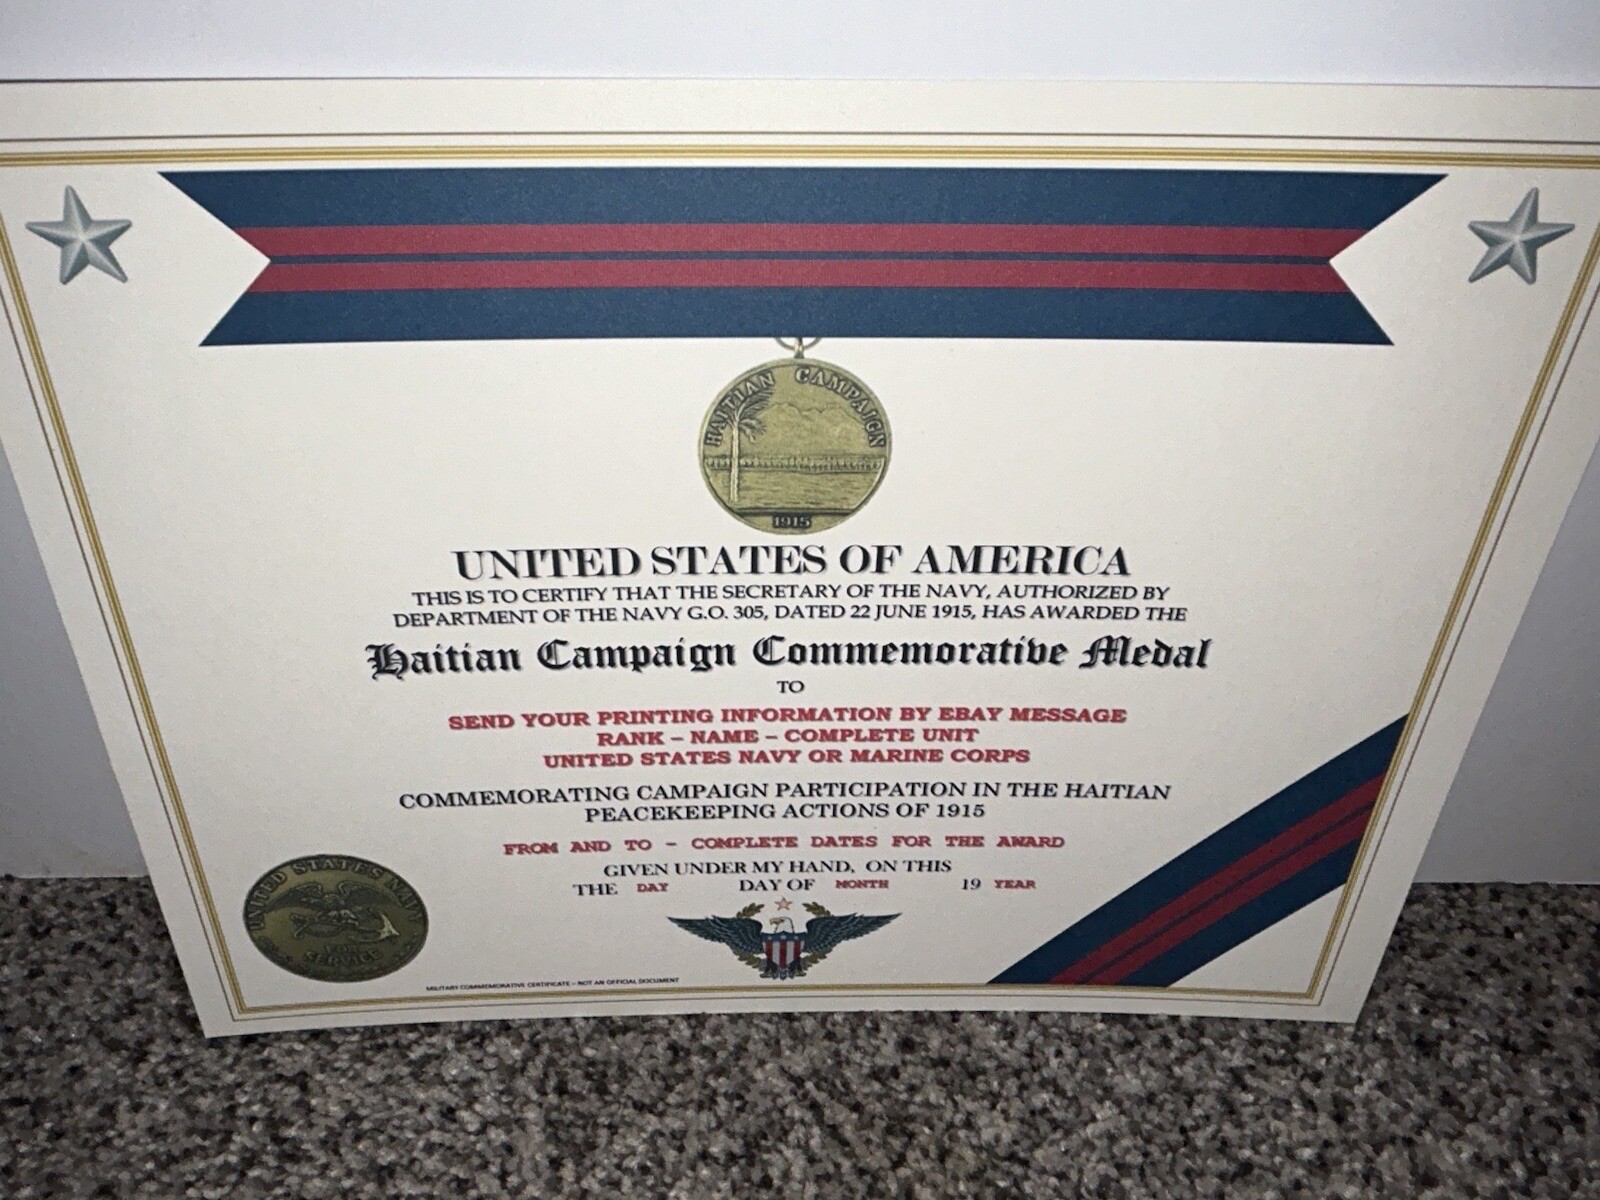 HAITIAN CAMPAIGN
1915
UNITED STATES OF AMERICA
THIS IS TO CERTIFY THAT THE SECRETARY OF THE NAVY, AUTHORIZED BY
DEPARTMENT OF THE NAVY G.O. 305, DATED 22 JUNE 1915, HAS AWARDED THE
Haitian Campaign Commemorative Medal
TO
SEND YOUR PRINTING INFORMATION BY EBAY MESSAGE
RANK – NAME – COMPLETE UNIT
UNITED STATES NAVY OR MARINE CORPS
COMMEMORATING CAMPAIGN PARTICIPATION IN THE HAITIAN
PEACEKEEPING ACTIONS OF 1915
FROM AND TO – COMPLETE DATES FOR THE AWARD
GIVEN UNDER MY HAND, ON THIS
THE DAY DAY OF MONTH 19 YEAR
UNITED STATES NAVY
FOR
SERVICE
MILITARY COMMEMORATIVE CERTIFICATE – NOT AN OFFICIAL DOCUMENT